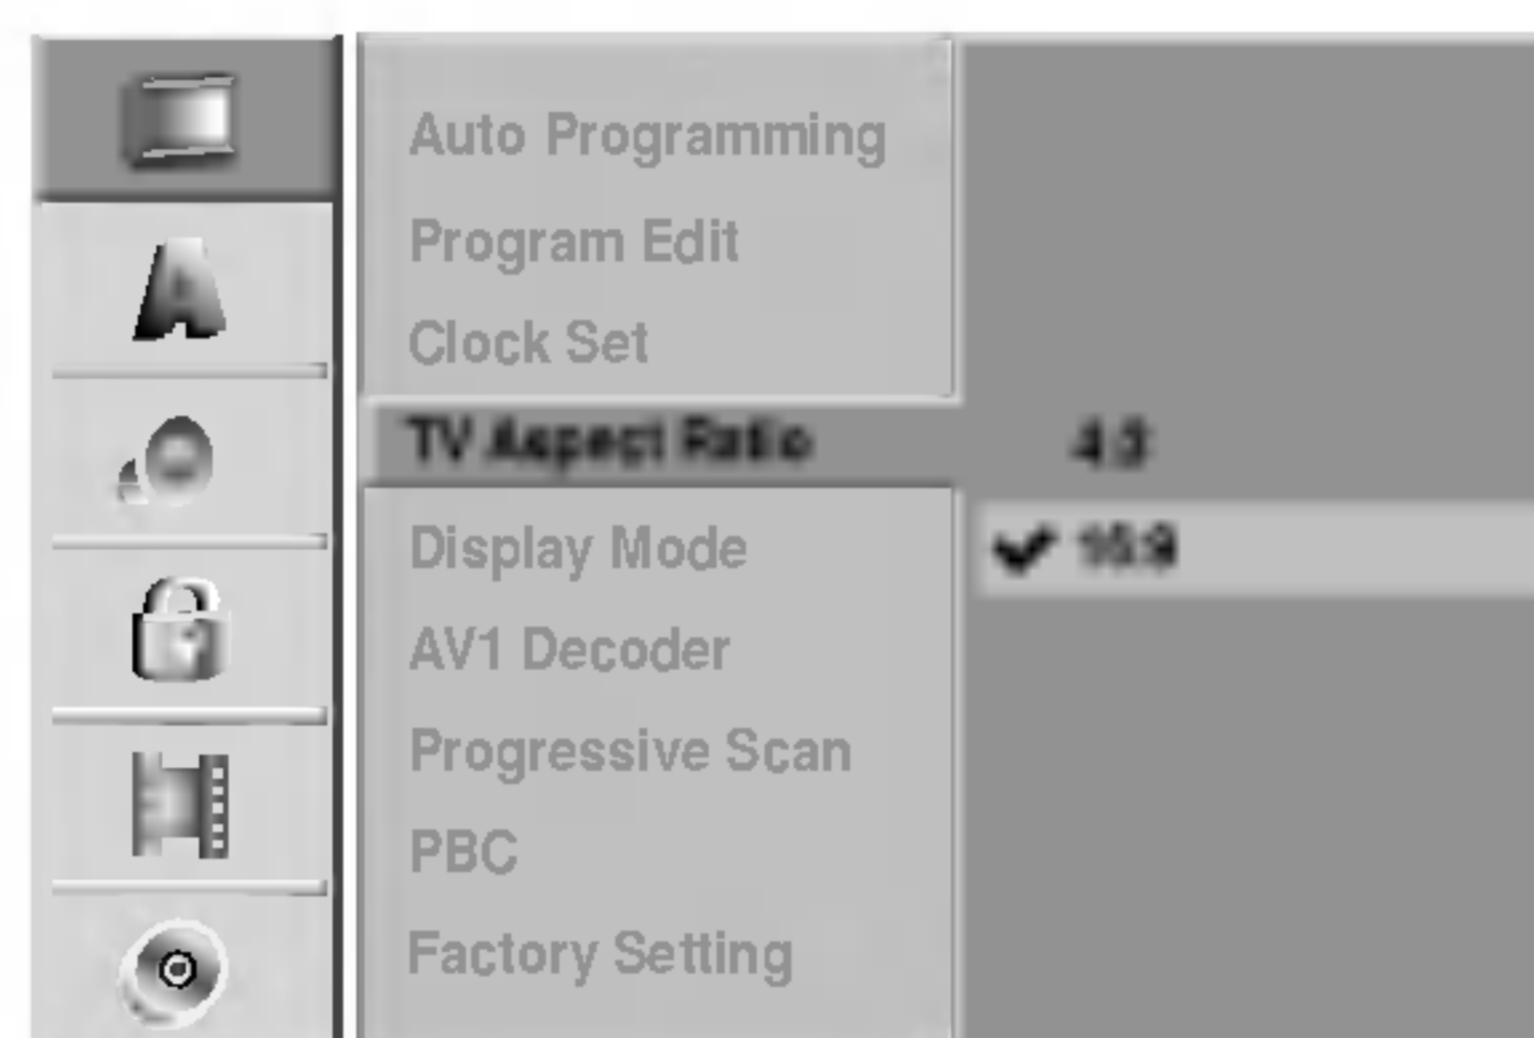 Auto Programming
Program Edit
Clock Set
TV Aspect Ratio 4:3
Display Mode 16:9
AV1 Decoder
Progressive Scan
PBC
Factory Setting